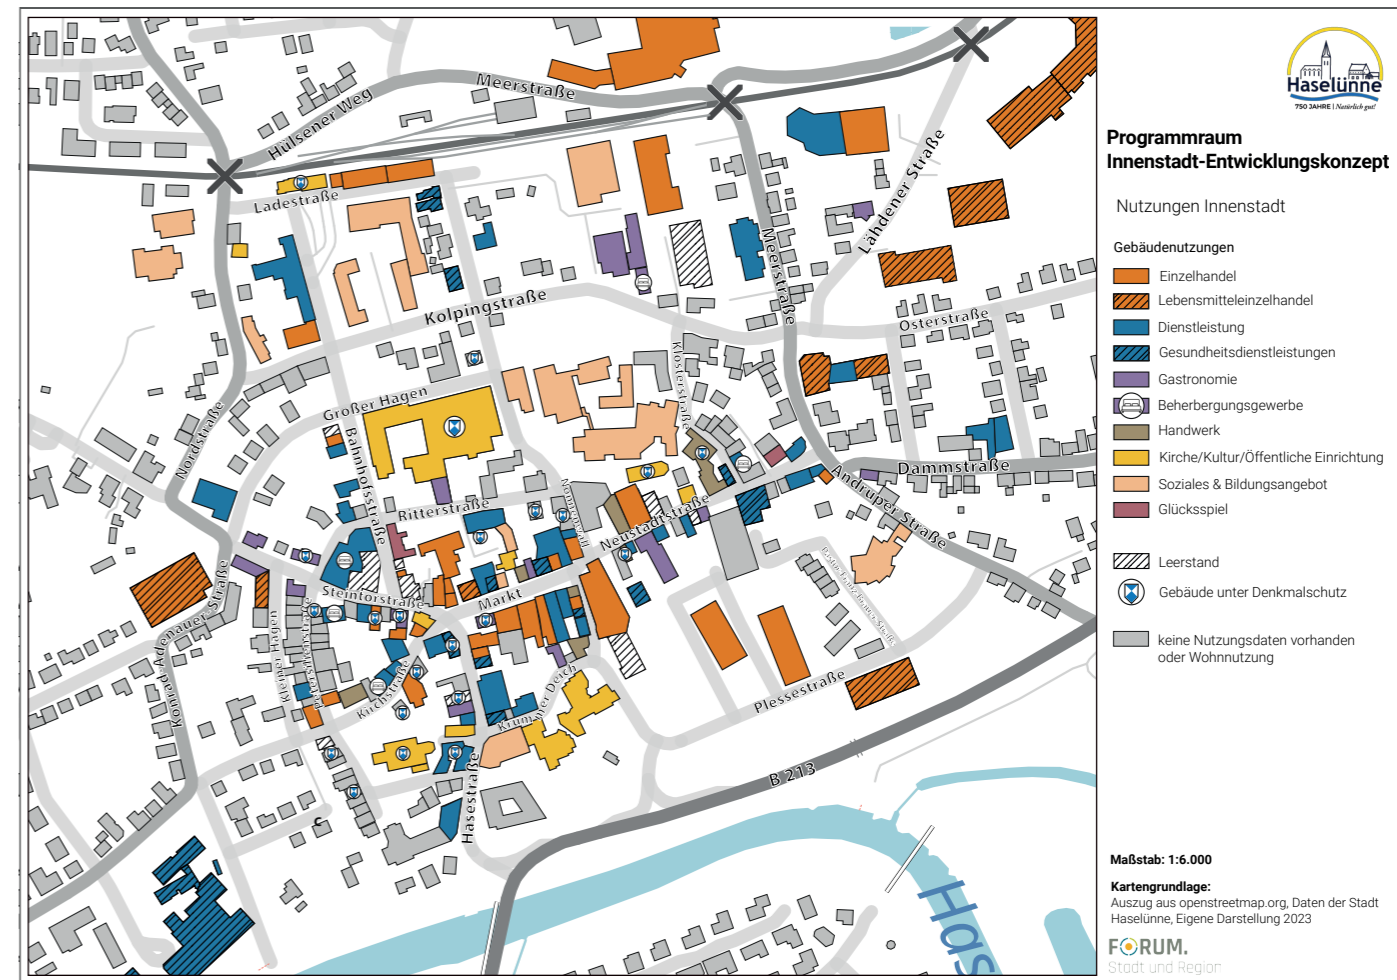 Haselünne
750 JAHRE | Natürlich gut!
Programmraum
Innenstadt-Entwicklungskonzept
Nutzungen Innenstadt
Gebäudenutzungen
Einzelhandel
Lebensmitteleinzelhandel
Dienstleistung
Gesundheitsdienstleistungen
Gastronomie
Beherbergungsgewerbe
Handwerk
Kirche/Kultur/Öffentliche Einrichtung
Soziales & Bildungsangebot
Glücksspiel
Leerstand
Gebäude unter Denkmalschutz
keine Nutzungsdaten vorhanden
oder Wohnnutzung
Maßstab: 1:6.000
Kartengrundlage:
Auszug aus openstreetmap.org, Daten der Stadt
Haselünne, Eigene Darstellung 2023
FORUM.
Stadt und Region
Meerstraße
Hülsener Weg
Ladestraße
Lähdener Straße
Meerstraße
Kolpingstraße
Osterstraße
Klosterstraße
Großer Hagen
Nordstraße
Bahnhofsstraße
Dammstraße
Andruper Straße
Ritterstraße
Nonnenwall
Neustadtstraße
Steintorstraße
Markt
Konrad Adenauer Straße
Kleiner Hagen
Petersilienstraße
Kirchstraße
Krummer Deich
Plessestraße
Hasestraße
B 213
C
Has